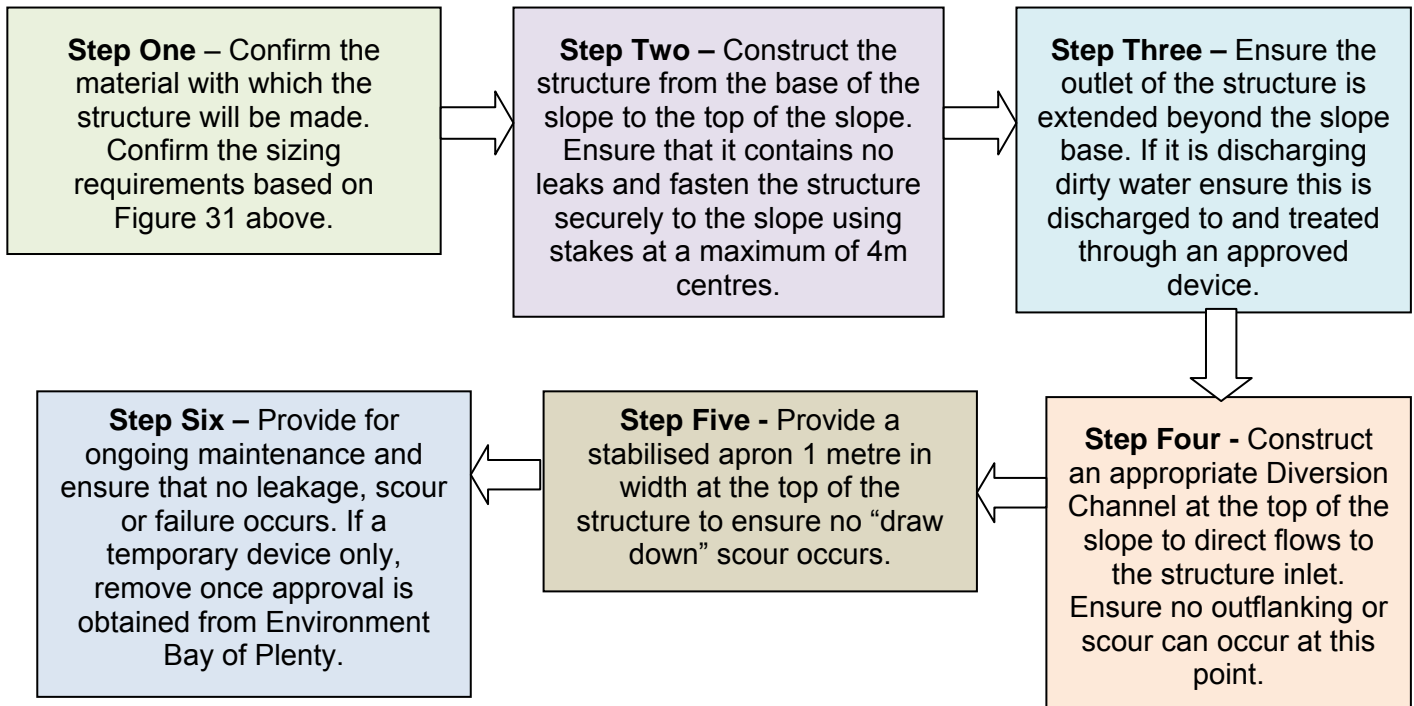 Step One – Confirm the
material with which the
structure will be made.
Confirm the sizing
requirements based on
Figure 31 above.
Step Two – Construct the
structure from the base of the
slope to the top of the slope.
Ensure that it contains no
leaks and fasten the structure
securely to the slope using
stakes at a maximum of 4m
centres.
Step Three – Ensure the
outlet of the structure is
extended beyond the slope
base. If it is discharging
dirty water ensure this is
discharged to and treated
through an approved
device.
Step Four - Construct
an appropriate Diversion
Channel at the top of the
slope to direct flows to
the structure inlet.
Ensure no outflanking or
scour can occur at this
point.
Step Five - Provide a
stabilised apron 1 metre in
width at the top of the
structure to ensure no “draw
down” scour occurs.
Step Six – Provide for
ongoing maintenance and
ensure that no leakage, scour
or failure occurs. If a
temporary device only,
remove once approval is
obtained from Environment
Bay of Plenty.